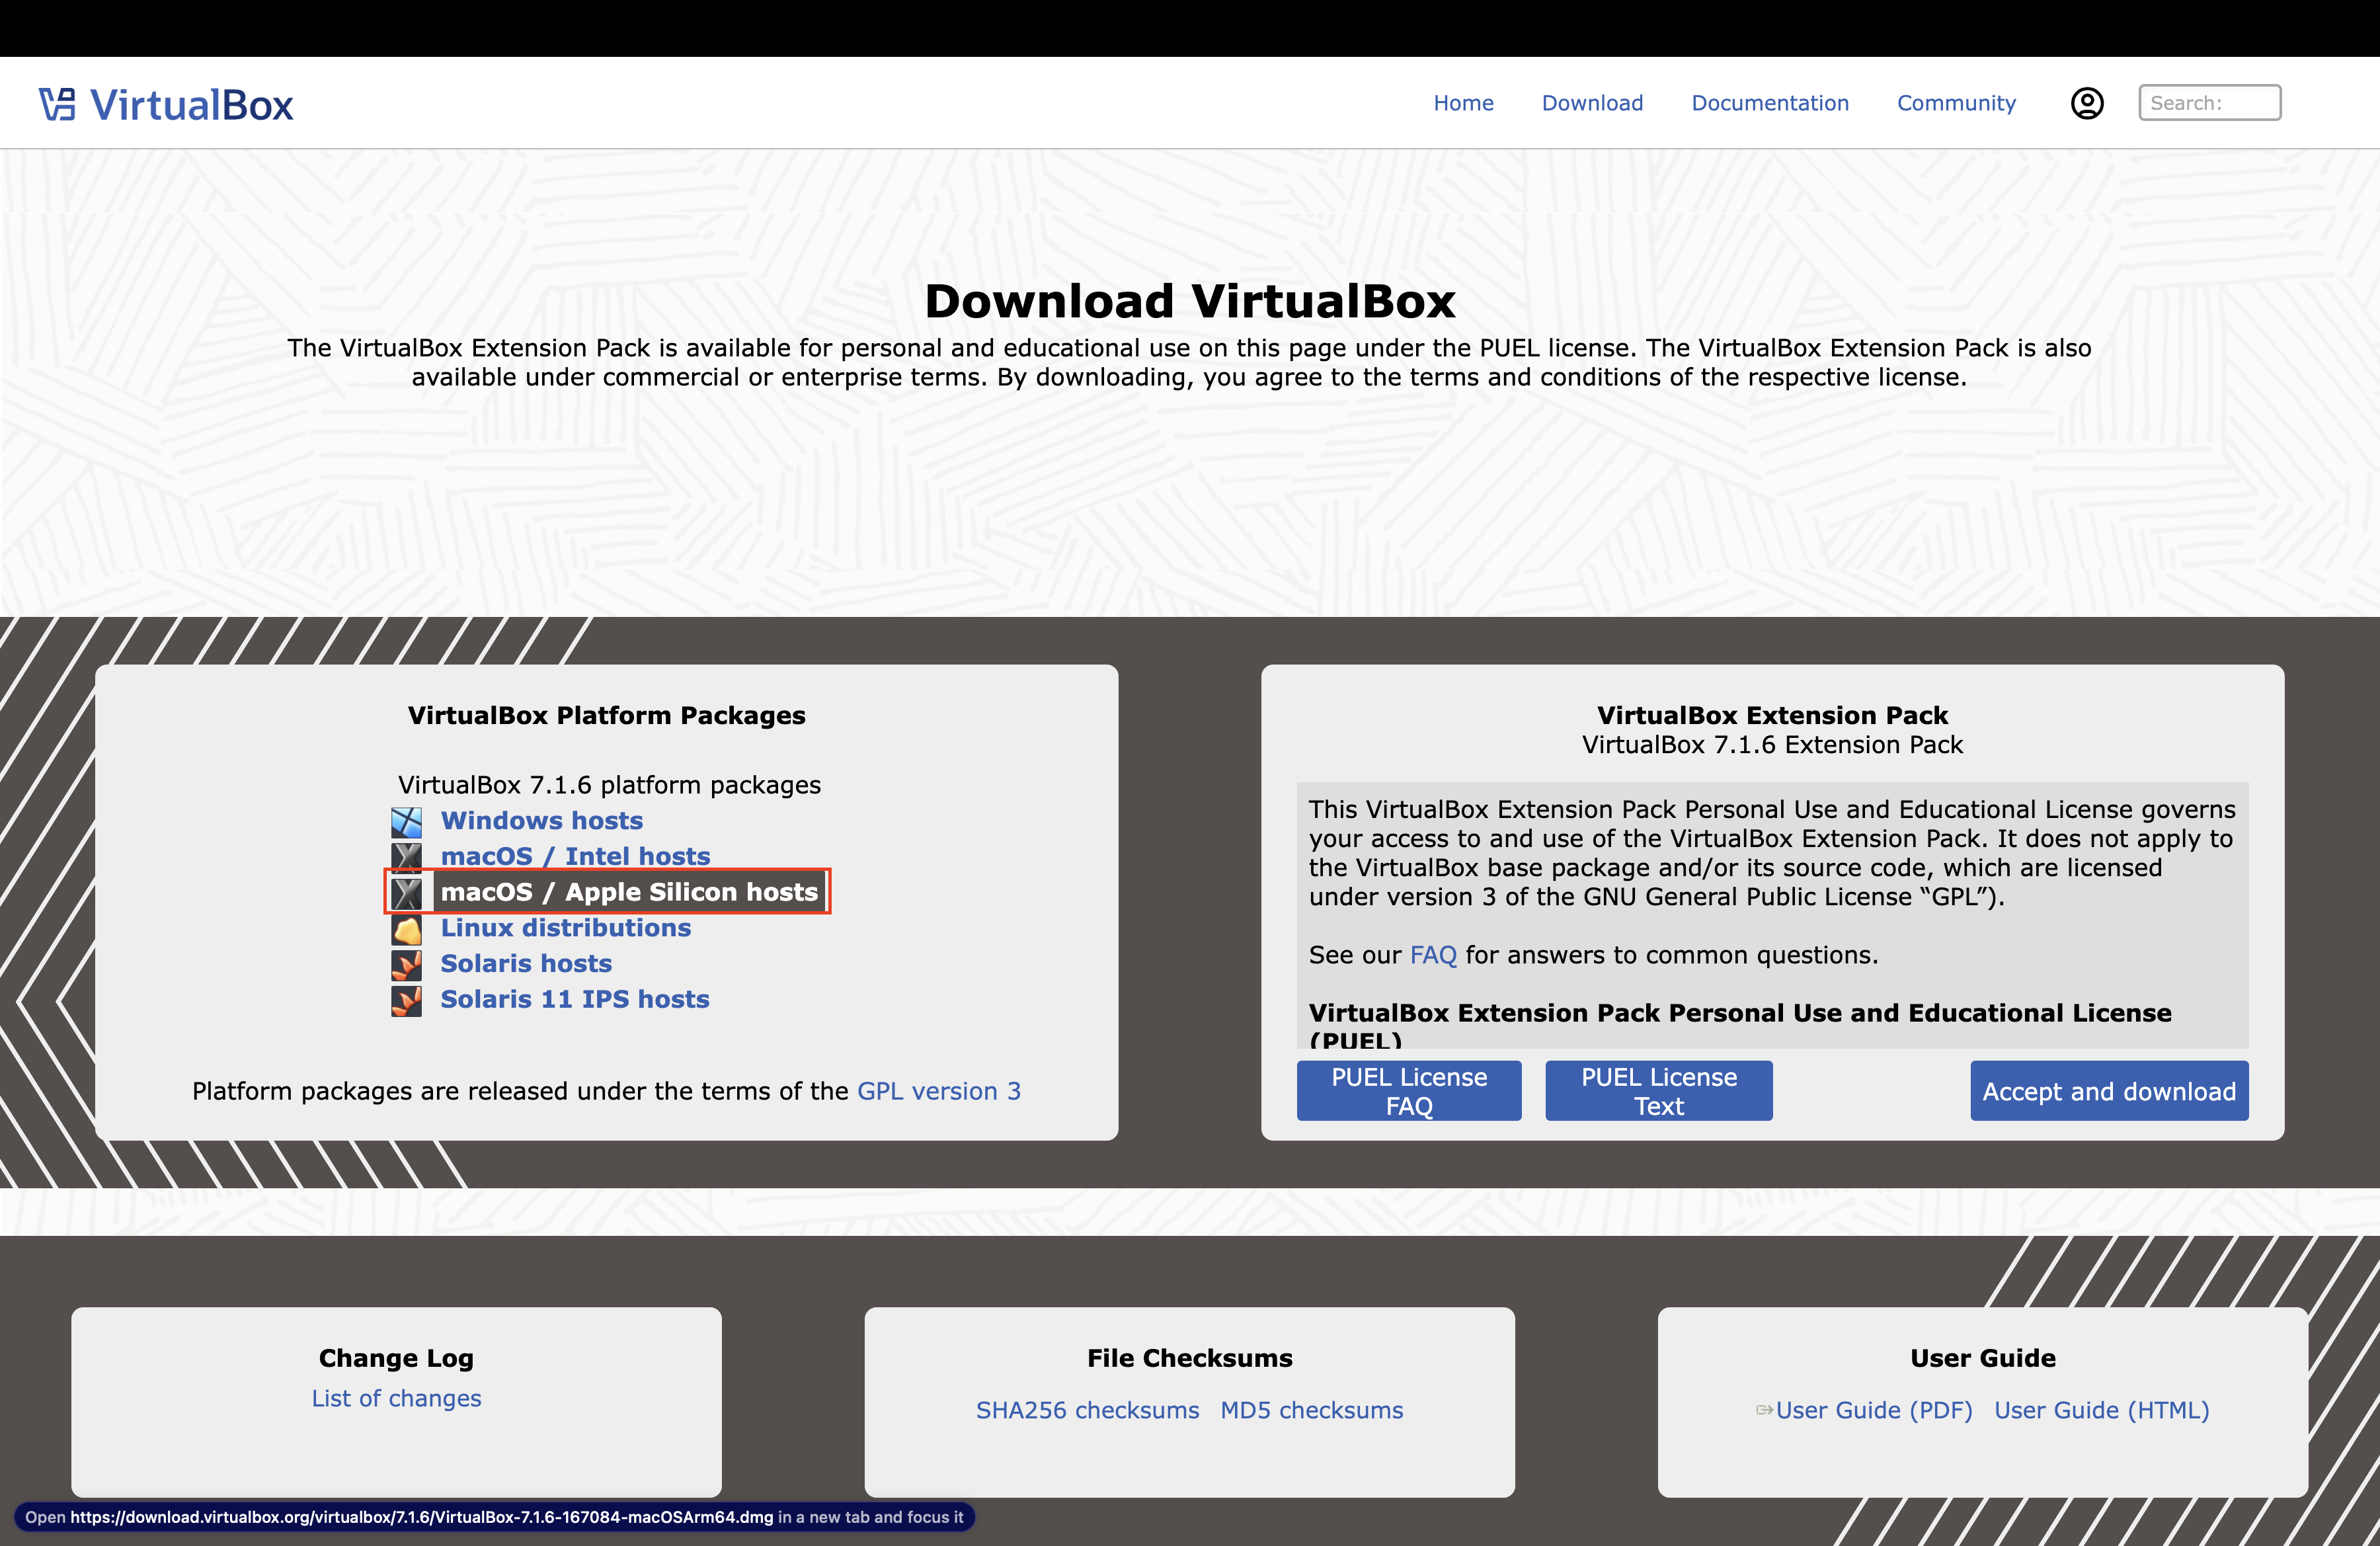 VirtualBox
Home Download Documentation Community Search:
Download VirtualBox
The VirtualBox Extension Pack is available for personal and educational use on this page under the PUEL license. The VirtualBox Extension Pack is also
available under commercial or enterprise terms. By downloading, you agree to the terms and conditions of the respective license.
VirtualBox Platform Packages
VirtualBox 7.1.6 platform packages
Windows hosts
macOS / Intel hosts
macOS / Apple Silicon hosts
Linux distributions
Solaris hosts
Solaris 11 IPS hosts
Platform packages are released under the terms of the GPL version 3
VirtualBox Extension Pack
VirtualBox 7.1.6 Extension Pack
This VirtualBox Extension Pack Personal Use and Educational License governs
your access to and use of the VirtualBox Extension Pack. It does not apply to
the VirtualBox base package and/or its source code, which are licensed
under version 3 of the GNU General Public License “GPL”).
See our FAQ for answers to common questions.
VirtualBox Extension Pack Personal Use and Educational License
(PUEL)
PUEL License
FAQ
PUEL License
Text
Accept and download
Change Log
List of changes
File Checksums
SHA256 checksums MD5 checksums
User Guide
User Guide (PDF) User Guide (HTML)
Open https://download.virtualbox.org/virtualbox/7.1.6/VirtualBox-7.1.6-167084-macOSArm64.dmg in a new tab and focus it